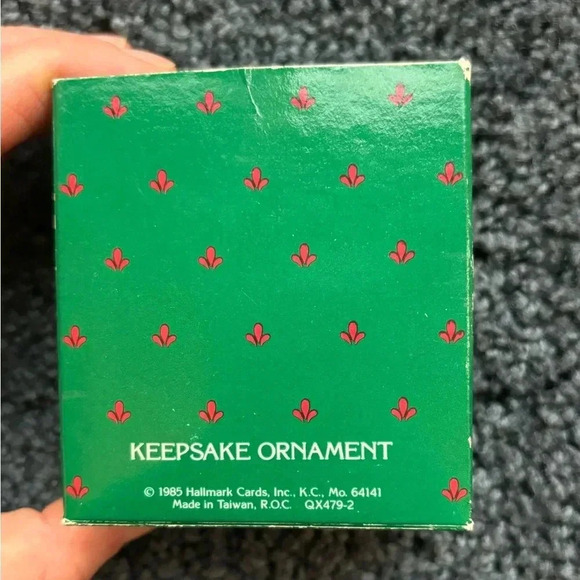 KEEPSAKE ORNAMENT
© 1985 Hallmark Cards, Inc., K.C., Mo. 64141
Made in Taiwan, R.O.C. QX479-2